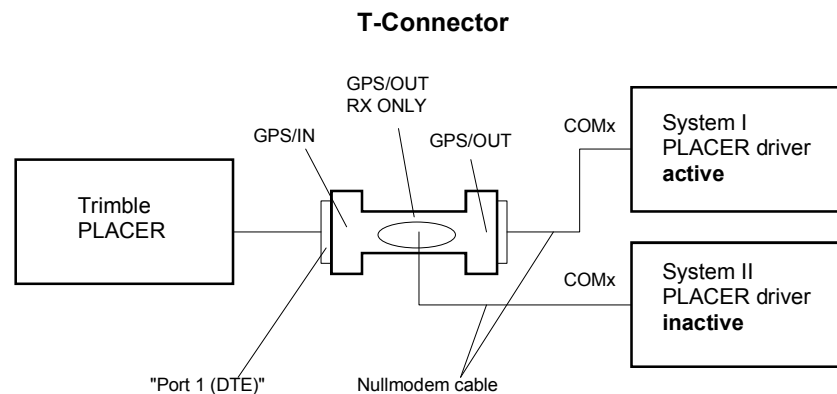 T-Connector
GPS/OUT
RX ONLY
GPS/IN
GPS/OUT
COMx
System I
PLACER driver
active
Trimble
PLACER
COMx
System II
PLACER driver
inactive
"Port 1 (DTE)"
Nullmodem cable